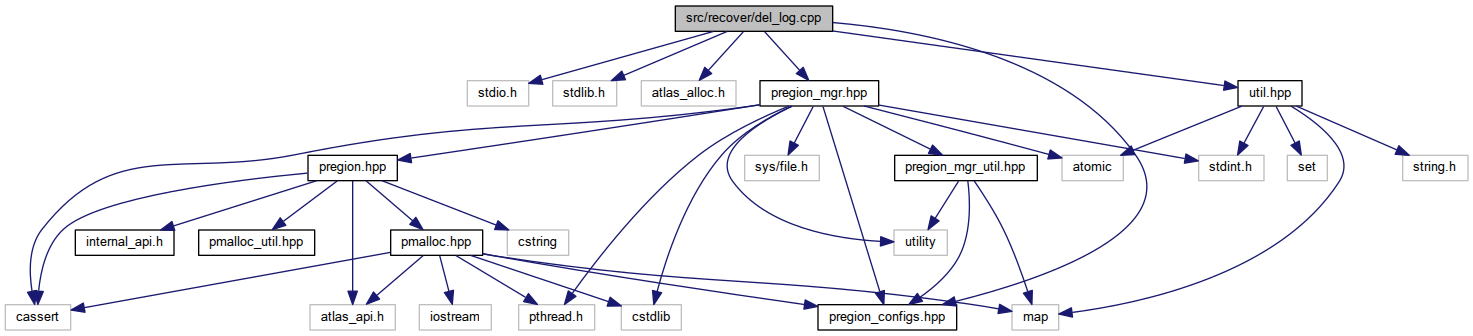 src/recover/del_log.cpp
stdio.h
stdlib.h
atlas_alloc.h
pregion_mgr.hpp
util.hpp
pregion.hpp
sys/file.h
pregion_mgr_util.hpp
atomic
stdint.h
set
string.h
internal_api.h
pmalloc_util.hpp
pmalloc.hpp
cstring
utility
cassert
atlas_api.h
iostream
pthread.h
cstdlib
pregion_configs.hpp
map